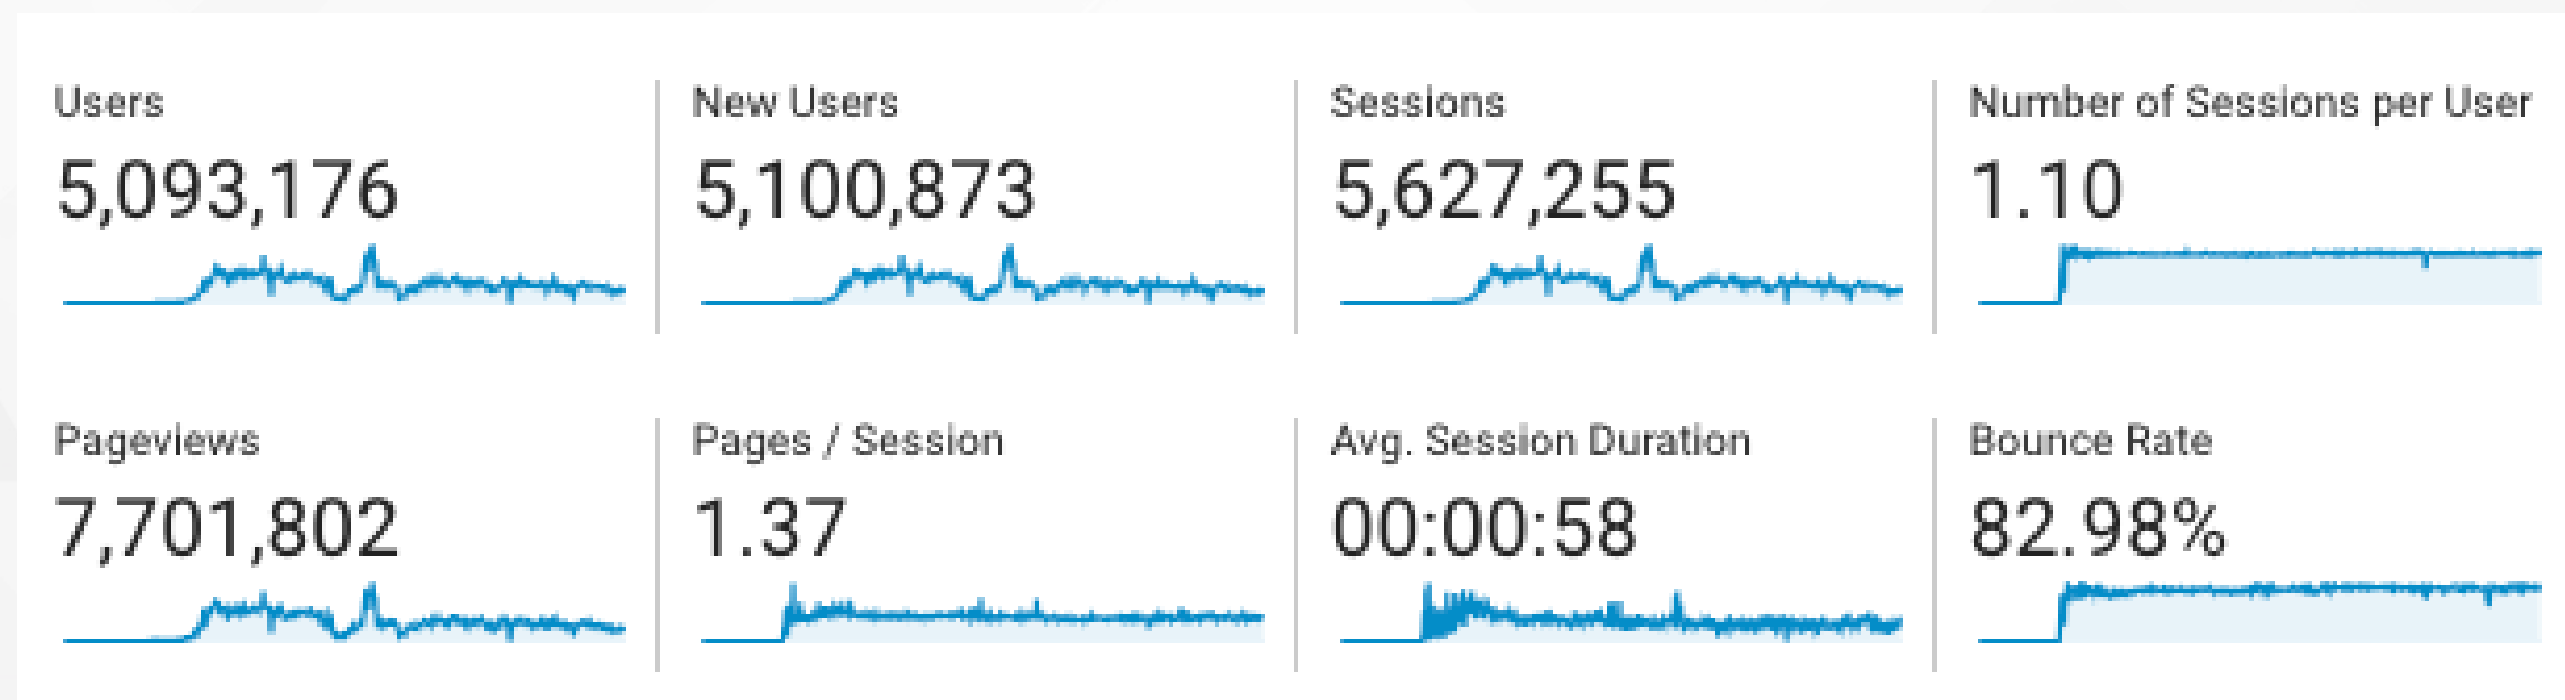 Users
5,093,176
New Users
5,100,873
Sessions
5,627,255
Number of Sessions per User
1.10
Pageviews
7,701,802
Pages / Session
1.37
Avg. Session Duration
00:00:58
Bounce Rate
82.98%